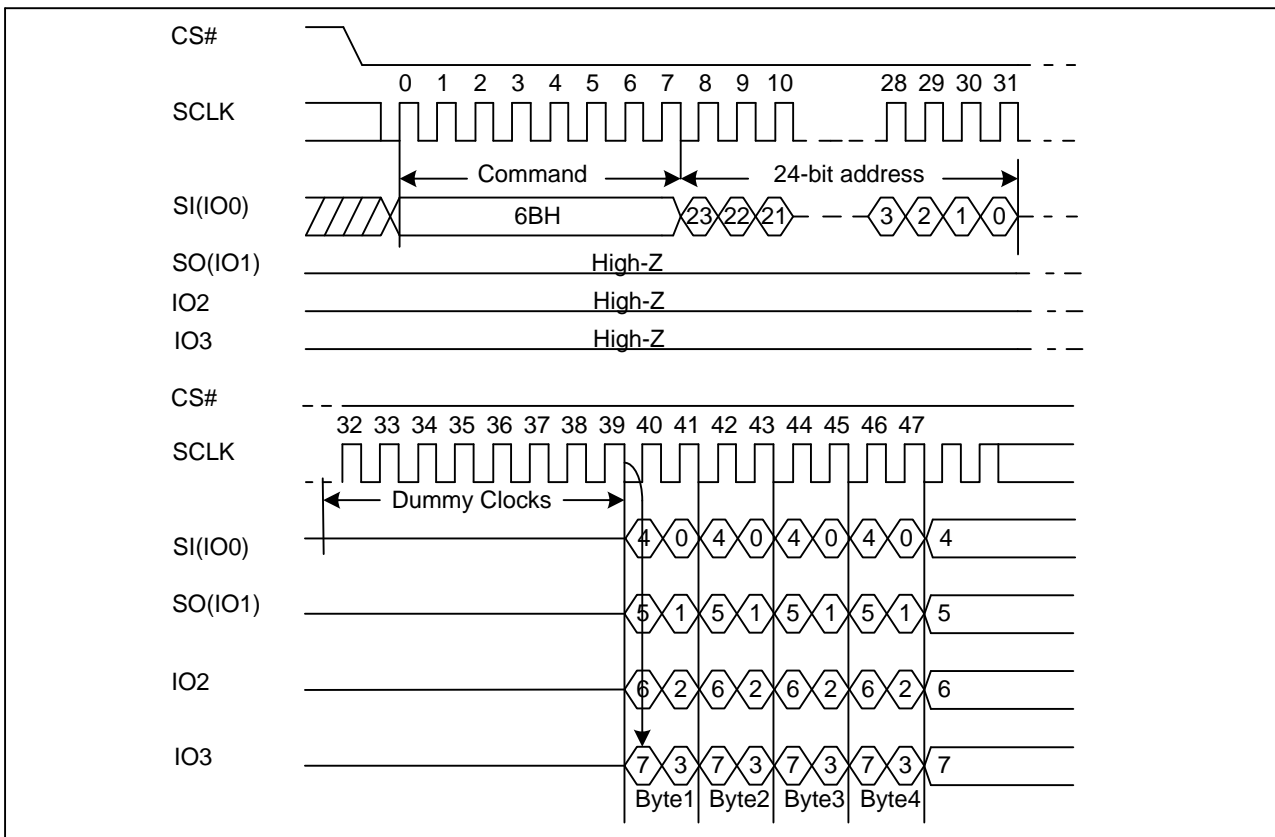 CS#
0 1 2 3 4 5 6 7 8 9 10 28 29 30 31
SCLK
Command 24-bit address
SI(IO0) 6BH 23 22 21 3 2 1 0
SO(IO1) High-Z
IO2 High-Z
IO3 High-Z
CS#
32 33 34 35 36 37 38 39 40 41 42 43 44 45 46 47
SCLK
Dummy Clocks
SI(IO0) 4 0 4 0 4 0 4 0 4
SO(IO1) 5 1 5 1 5 1 5 1 5
IO2 6 2 6 2 6 2 6 2 6
IO3 7 3 7 3 7 3 7 3 7
Byte1 Byte2 Byte3 Byte4